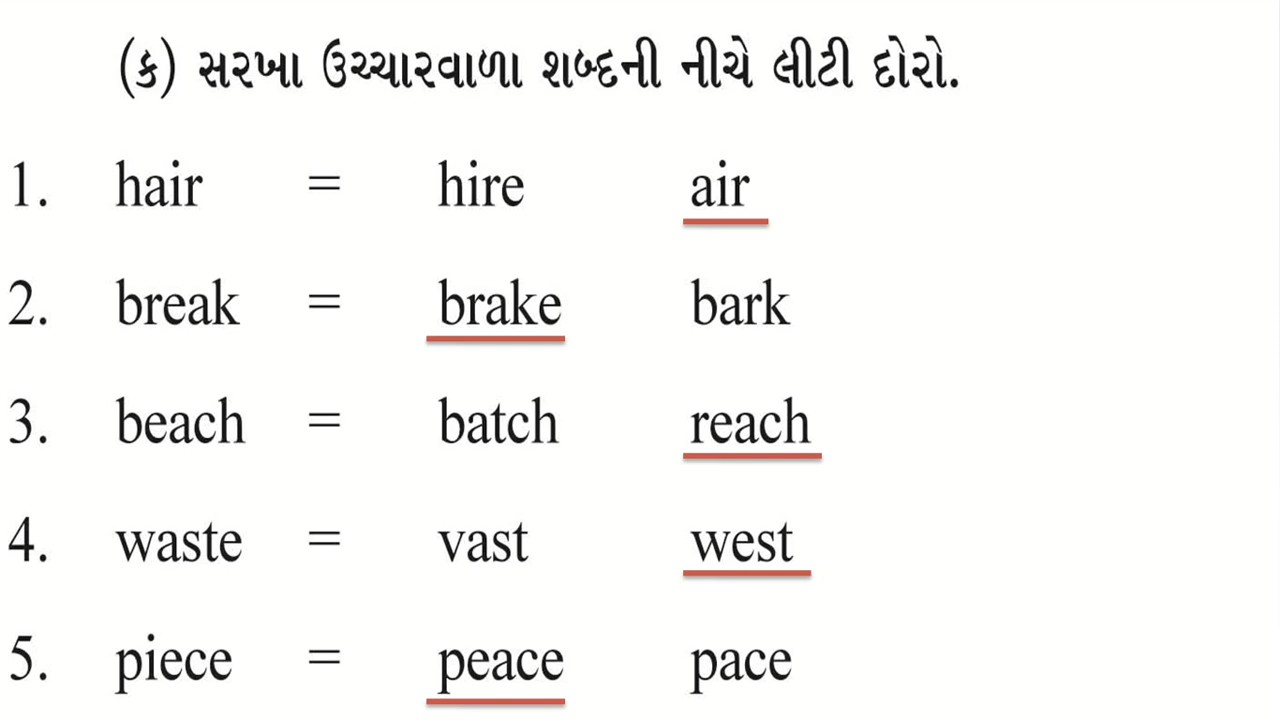 (ક) સરખા ઉચ્ચારવાળા શબ્દની નીચે લીટી દોરો.
1. hair = hire air
2. break = brake bark
3. beach = batch reach
4. waste = vast west
5. piece = peace pace